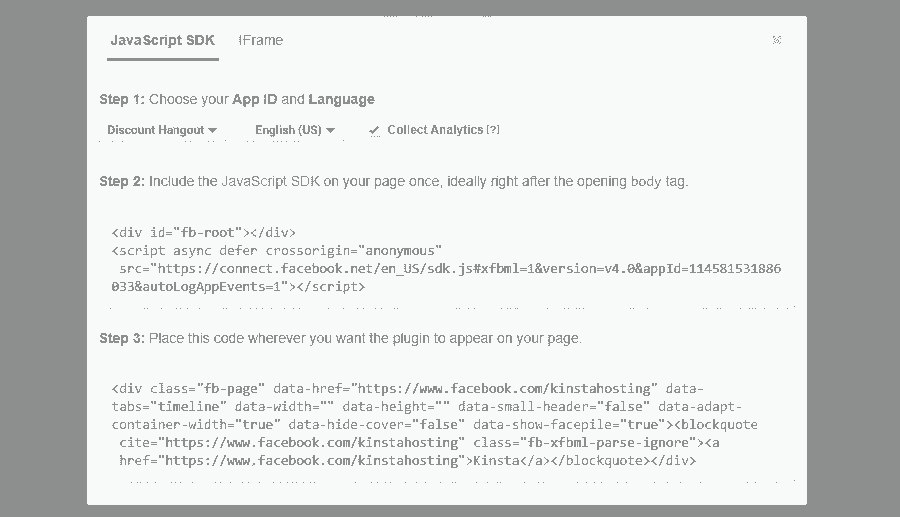 JavaScript SDK IFrame
Step 1: Choose your App ID and Language
Discount Hangout English (US) Collect Analytics [?]
Step 2: Include the JavaScript SDK on your page once, ideally right after the opening body tag.
<div id="fb-root"></div>
<script async defer crossorigin="anonymous"
src="https://connect.facebook.net/en_US/sdk.js#xfbml=1&version=v4.0&appId=114581531886
033&autoLogAppEvents=1"></script>
Step 3: Place this code wherever you want the plugin to appear on your page.
<div class="fb-page" data-href="https://www.facebook.com/kinstahosting" data-
tabs="timeline" data-width="" data-height="" data-small-header="false" data-adapt-
container-width="true" data-hide-cover="false" data-show-facepile="true"><blockquote
cite="https://www.facebook.com/kinstahosting" class="fb-xfbml-parse-ignore"><a
href="https://www.facebook.com/kinstahosting">Kinsta</a></blockquote></div>